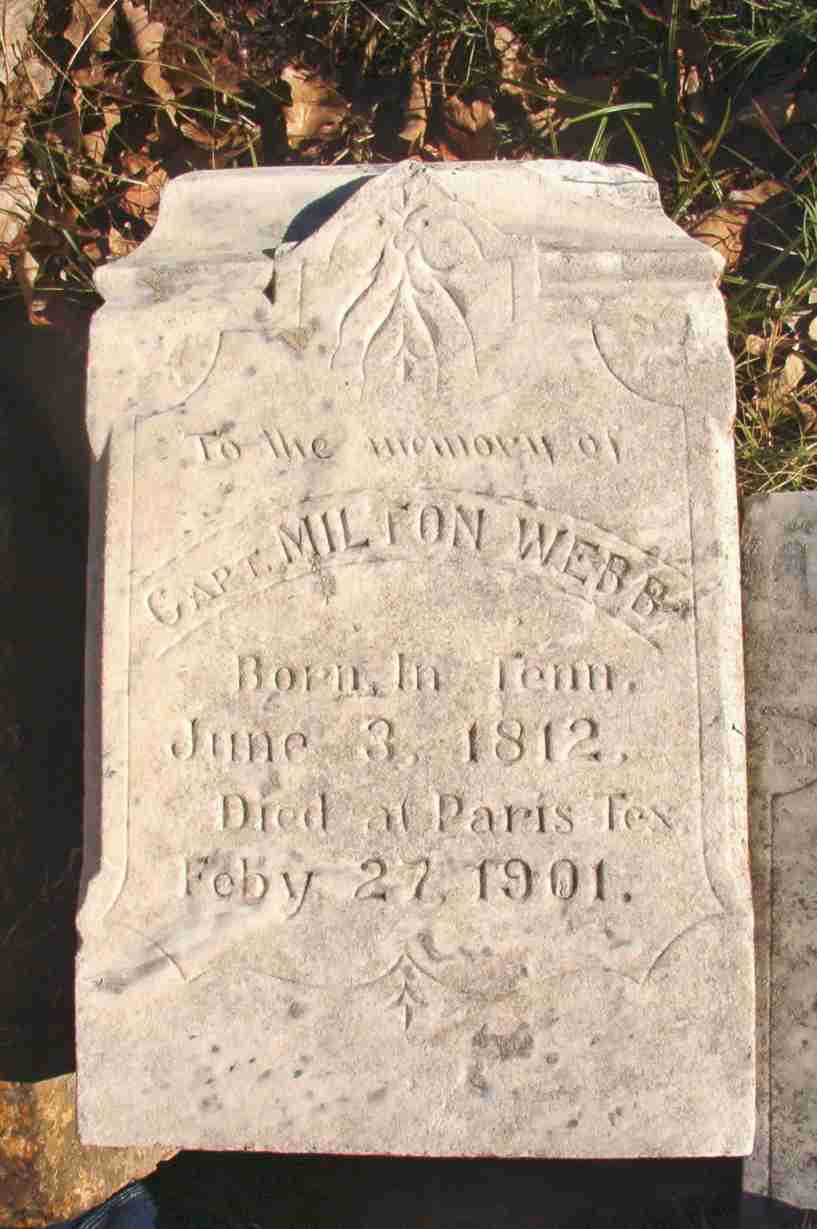 To the memory of
CAPT. MILTON WEBB
Born, In Tenn.
June 3, 1812.
Died at Paris Tex.
Feby 27, 1901.